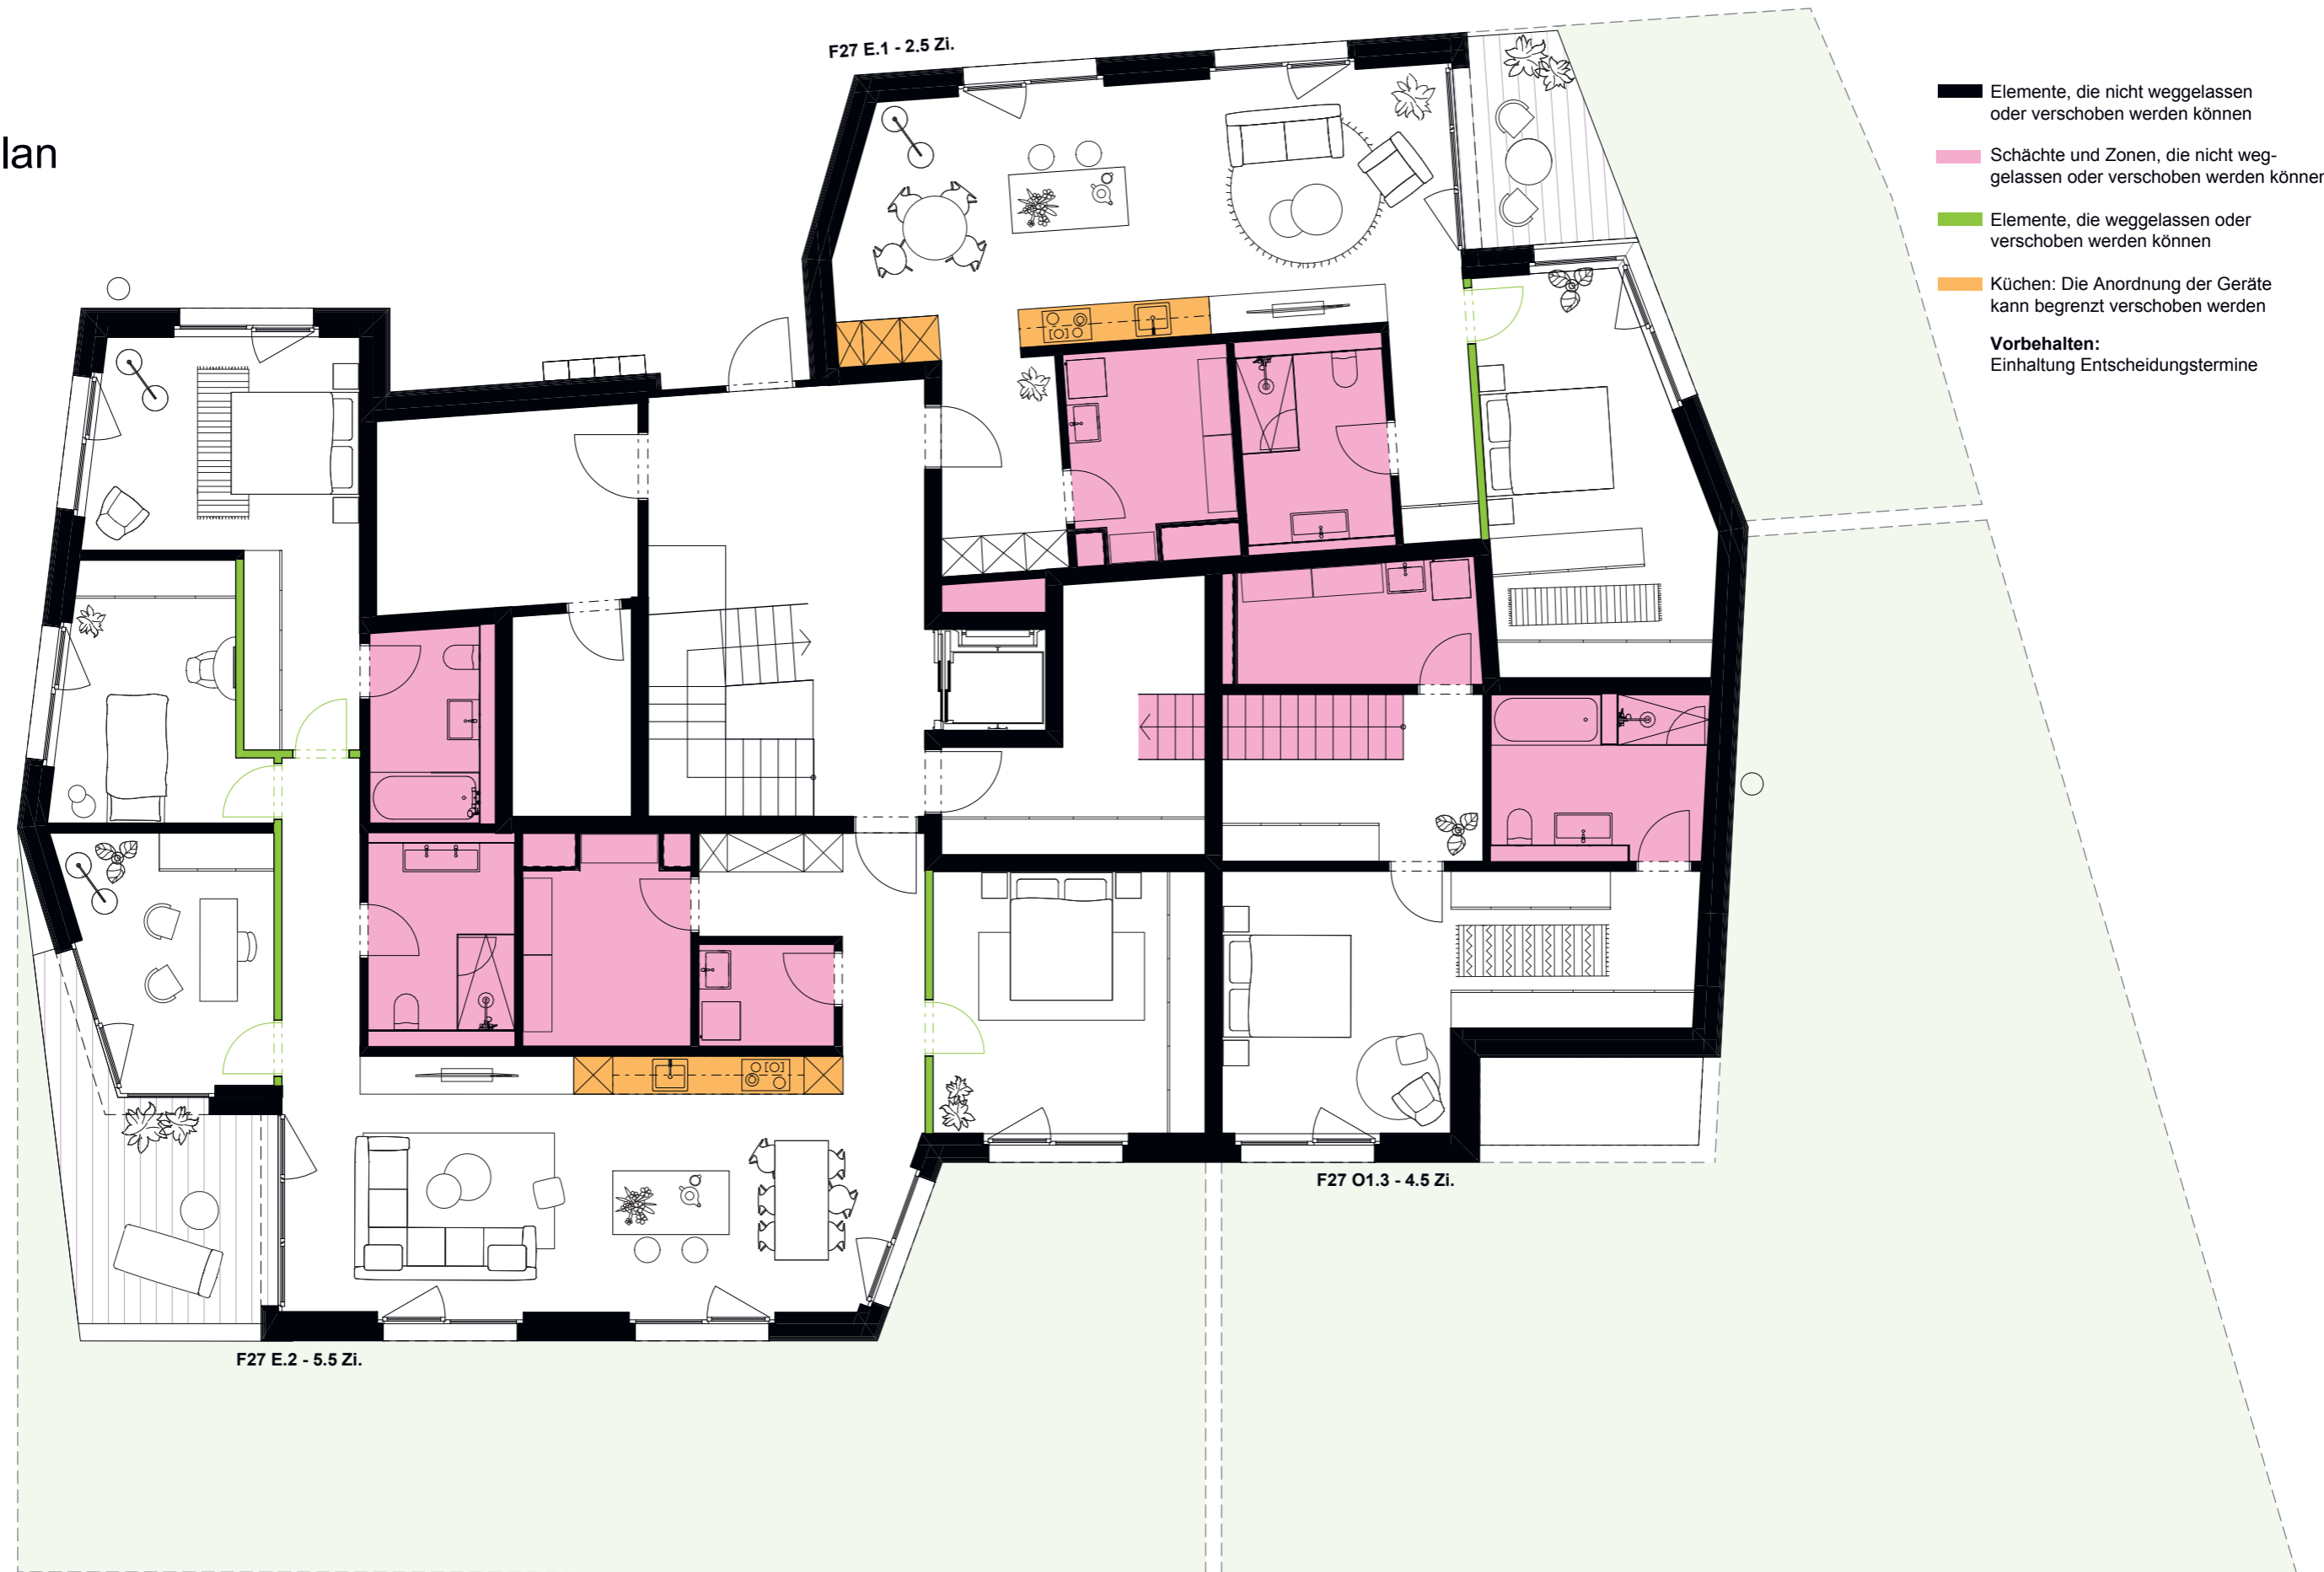 lan
F27 E.1 - 2.5 Zi.
Elemente, die nicht weggelassen
oder verschoben werden können
Schächte und Zonen, die nicht weg-
gelassen oder verschoben werden können
Elemente, die weggelassen oder
verschoben werden können
Küchen: Die Anordnung der Geräte
kann begrenzt verschoben werden
Vorbehalten:
Einhaltung Entscheidungstermine
F27 O1.3 - 4.5 Zi.
F27 E.2 - 5.5 Zi.